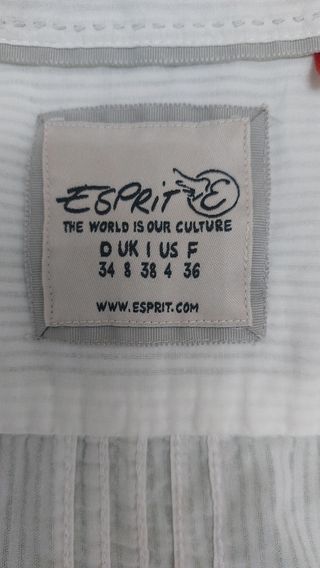 ESPRIT E
THE WORLD IS OUR CULTURE
D UK I US F
34 8 38 4 36
WWW.ESPRIT.COM